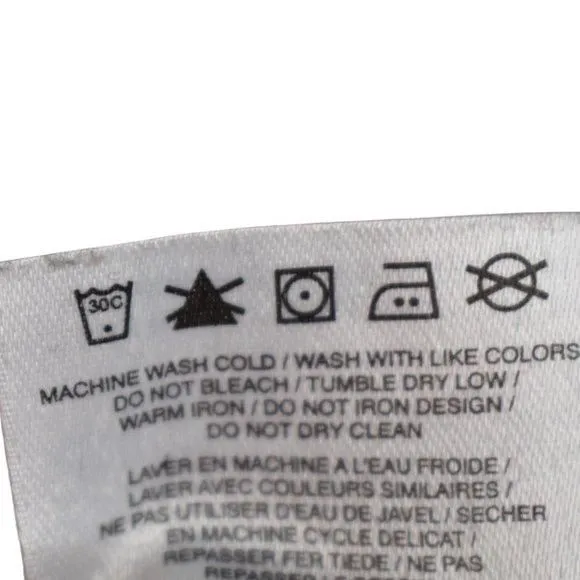 30C
MACHINE WASH COLD / WASH WITH LIKE COLORS
DO NOT BLEACH / TUMBLE DRY LOW /
WARM IRON / DO NOT IRON DESIGN /
DO NOT DRY CLEAN
LAVER EN MACHINE A L'EAU FROIDE /
LAVER AVEC COULEURS SIMILAIRES /
NE PAS UTILISER D'EAU DE JAVEL / SECHER
EN MACHINE CYCLE DELICAT /
REPASSER FER TIEDE / NE PAS
REPASSER